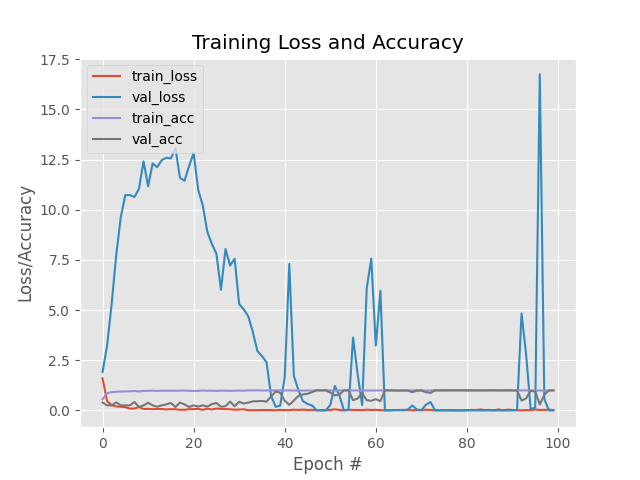 Training Loss and Accuracy
train_loss
val_loss
train_acc
val_acc
17.5
15.0
12.5
10.0
7.5
5.0
2.5
0.0
Loss/Accuracy
0 20 40 60 80 100
Epoch #